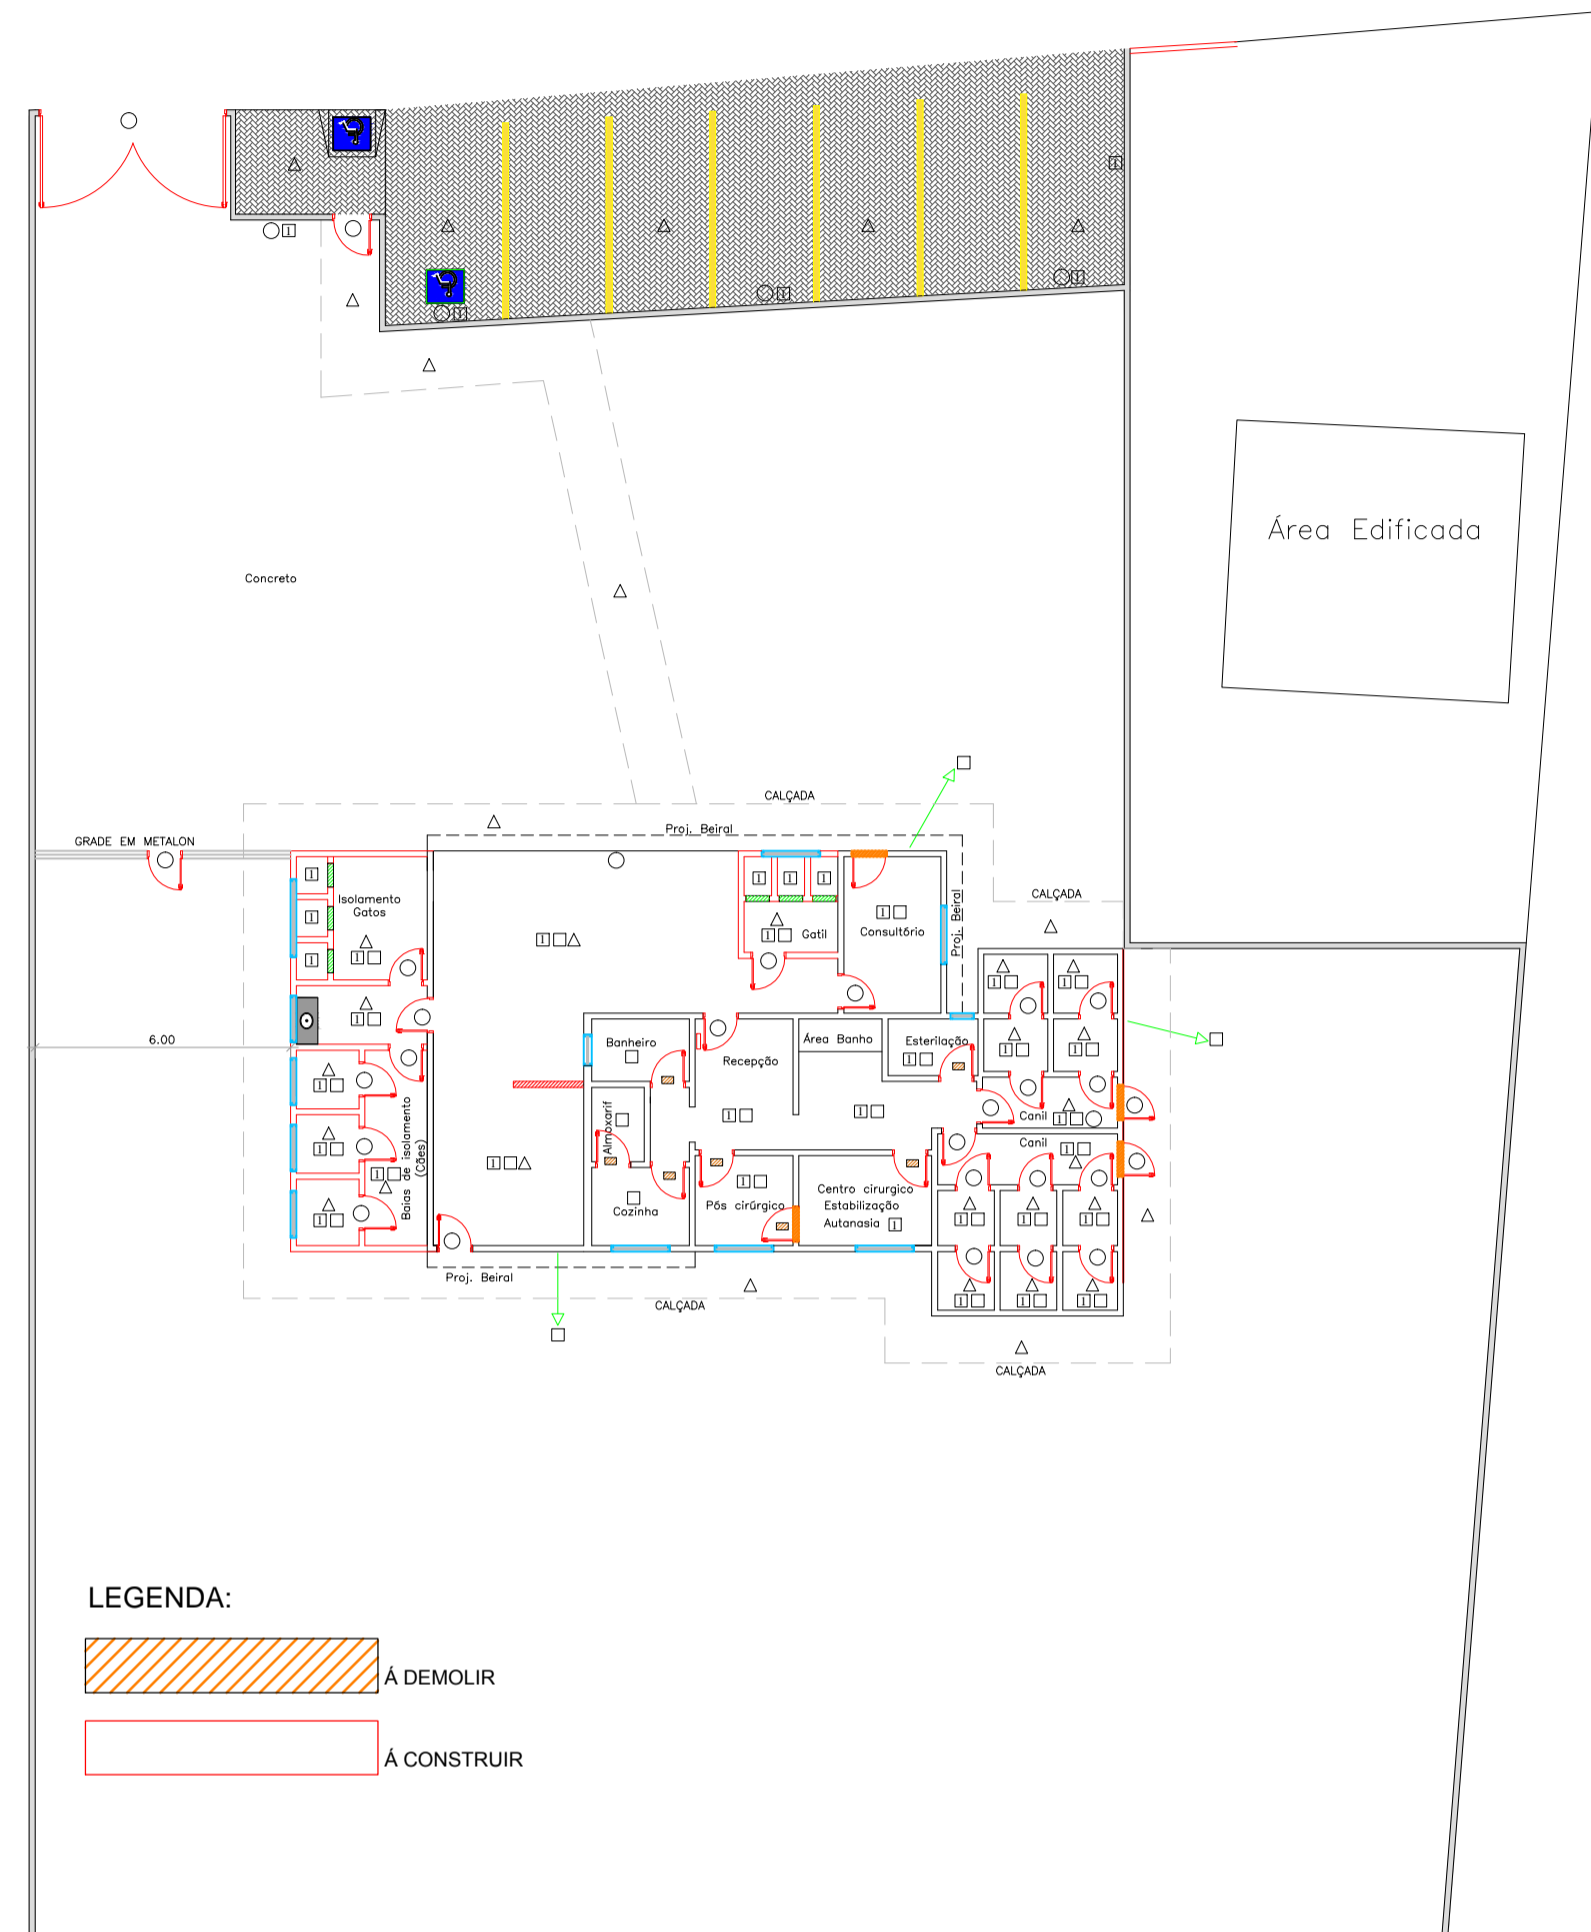 Área Edificada
Concreto
CALÇADA
Proj. Beiral
GRADE EM METALON
CALÇADA
Proj. Beiral
Isolamento
Gatos
Gatil
Consultório
6.00
Banheiro
Recepção
Área Banho
Esterilação
Almoxarif
Canil
Canil
Baias de isolamento
(Cães)
Cozinha
Pós cirúrgico
Centro cirurgico
Estabilização
Autanasia
1
Proj. Beiral
CALÇADA
CALÇADA
LEGENDA:
Á DEMOLIR
Á CONSTRUIR